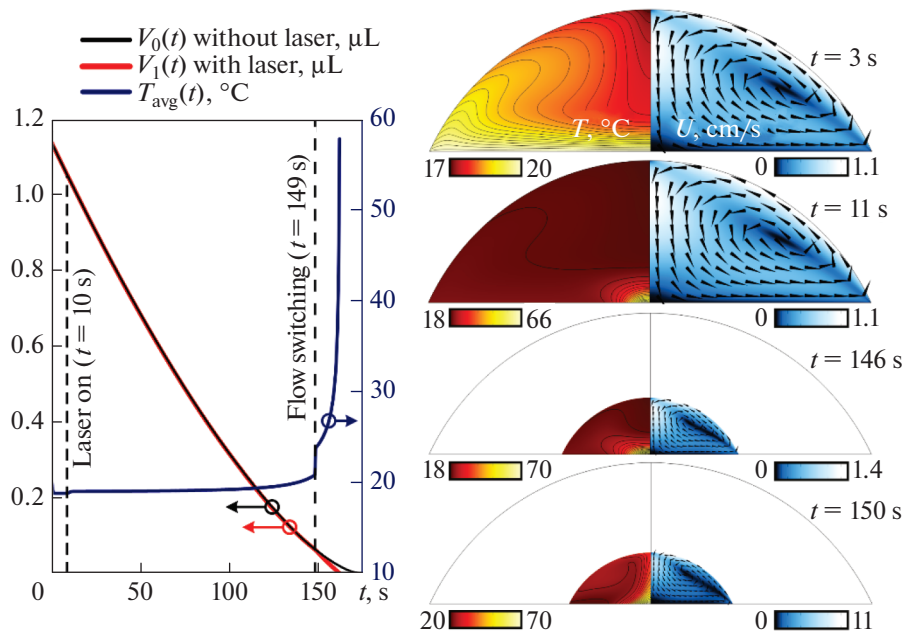 V₀(t) without laser, μL
V₁(t) with laser, μL
T_avg(t), °C
1.2
1.0
0.8
0.6
0.4
0.2
60
50
40
30
20
10
0
50
100
150
t, s
Laser on (t = 10 s)
Flow switching (t = 149 s)
t = 3 s
T, °C
U, cm/s
17 20
0 1.1
t = 11 s
18 66
0 1.1
t = 146 s
18 70
0 1.4
t = 150 s
20 70
0 11